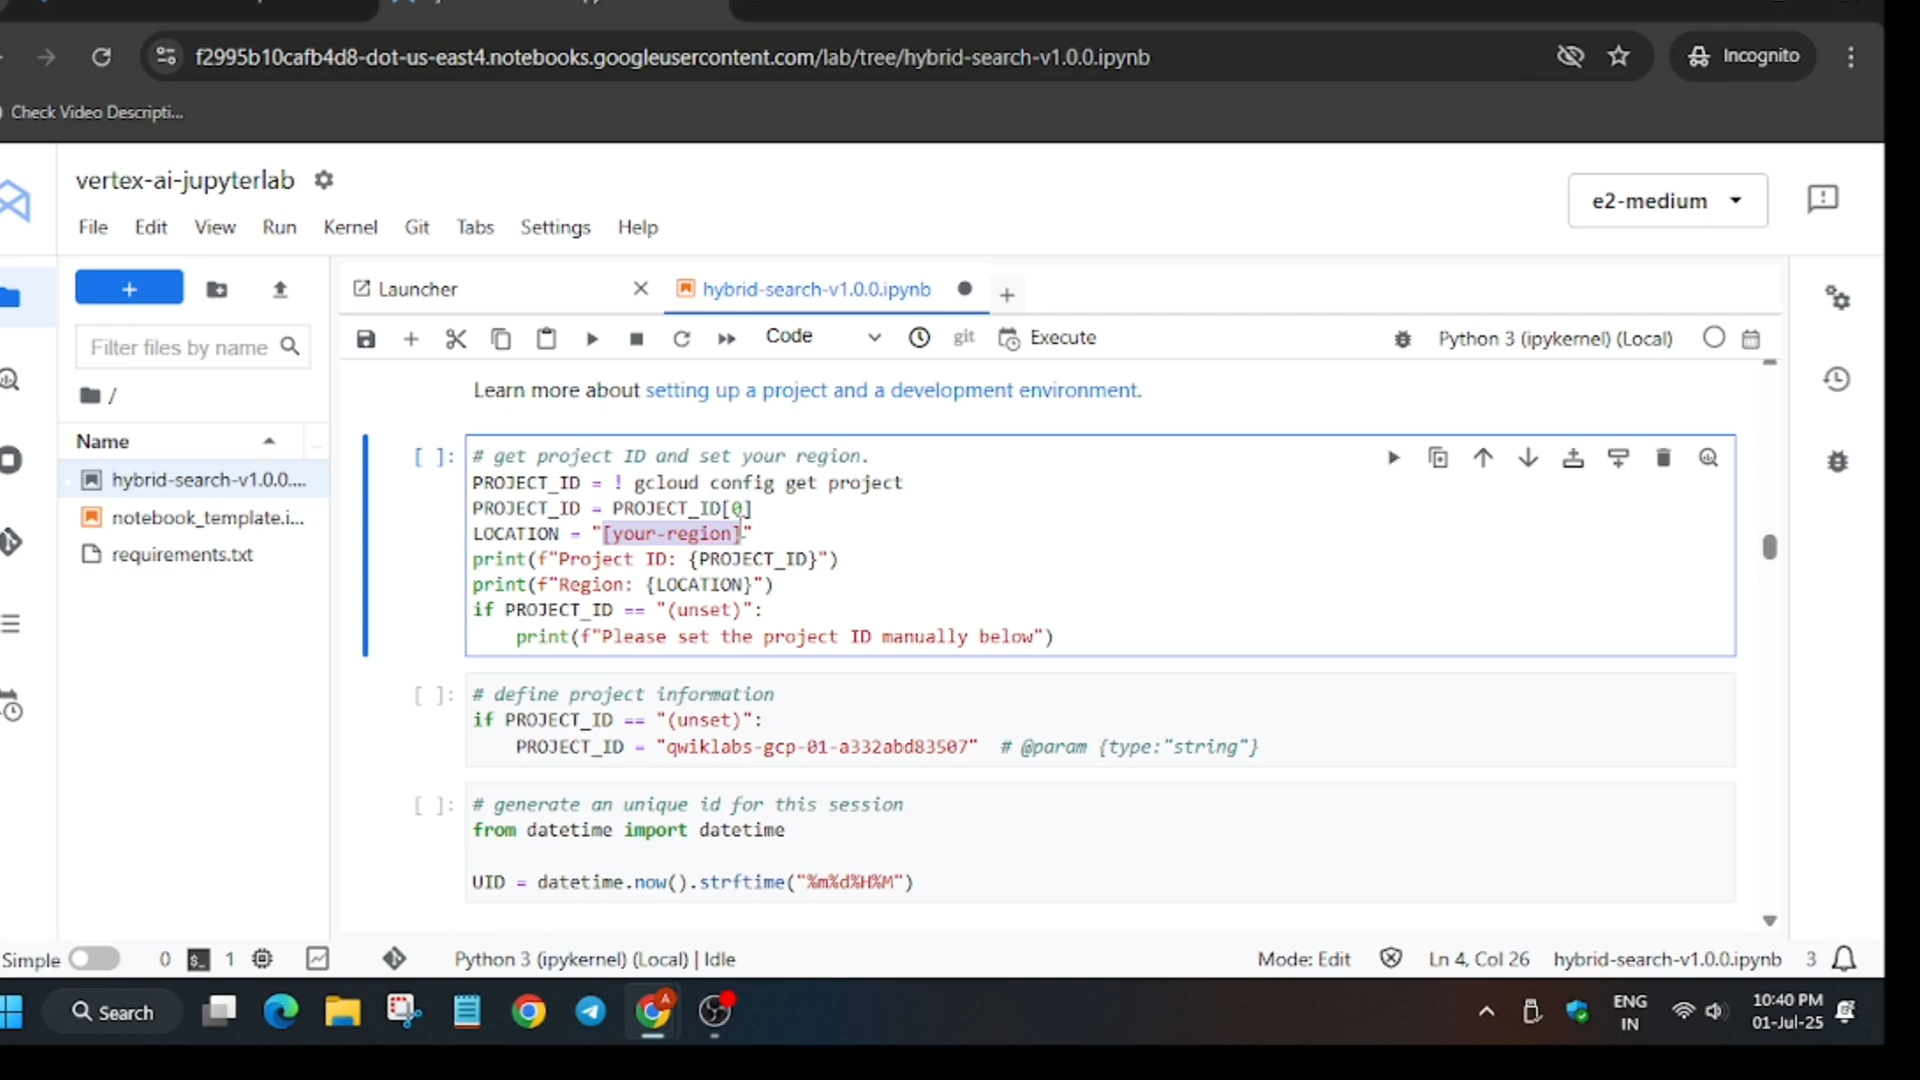 f2995b10cafb4d8-dot-us-east4.notebooks.googleusercontent.com/lab/tree/hybrid-search-v1.0.0.ipynb
Incognito
Check Video Descripti...
vertex-ai-jupyterlab
e2-medium
File Edit View Run Kernel Git Tabs Settings Help
Launcher
hybrid-search-v1.0.0.ipynb
Filter files by name
Code
git
Execute
Python 3 (ipykernel) (Local)
/
Name
hybrid-search-v1.0.0....
notebook_template.i...
requirements.txt
Learn more about setting up a project and a development environment.
[ ]: # get project ID and set your region.
PROJECT_ID = ! gcloud config get project
PROJECT_ID = PROJECT_ID[0]
LOCATION = "[your-region]"
print(f"Project ID: {PROJECT_ID}")
print(f"Region: {LOCATION}")
if PROJECT_ID == "(unset)":
    print(f"Please set the project ID manually below")
[ ]: # define project information
if PROJECT_ID == "(unset)":
    PROJECT_ID = "qwiklabs-gcp-01-a332abd83507"  # @param {type:"string"}
[ ]: # generate an unique id for this session
from datetime import datetime
UID = datetime.now().strftime("%m%d%H%M")
Simple 0 1 Python 3 (ipykernel) (Local) | Idle Mode: Edit Ln 4, Col 26 hybrid-search-v1.0.0.ipynb 3
Search
ENG
IN
10:40 PM
01-Jul-25